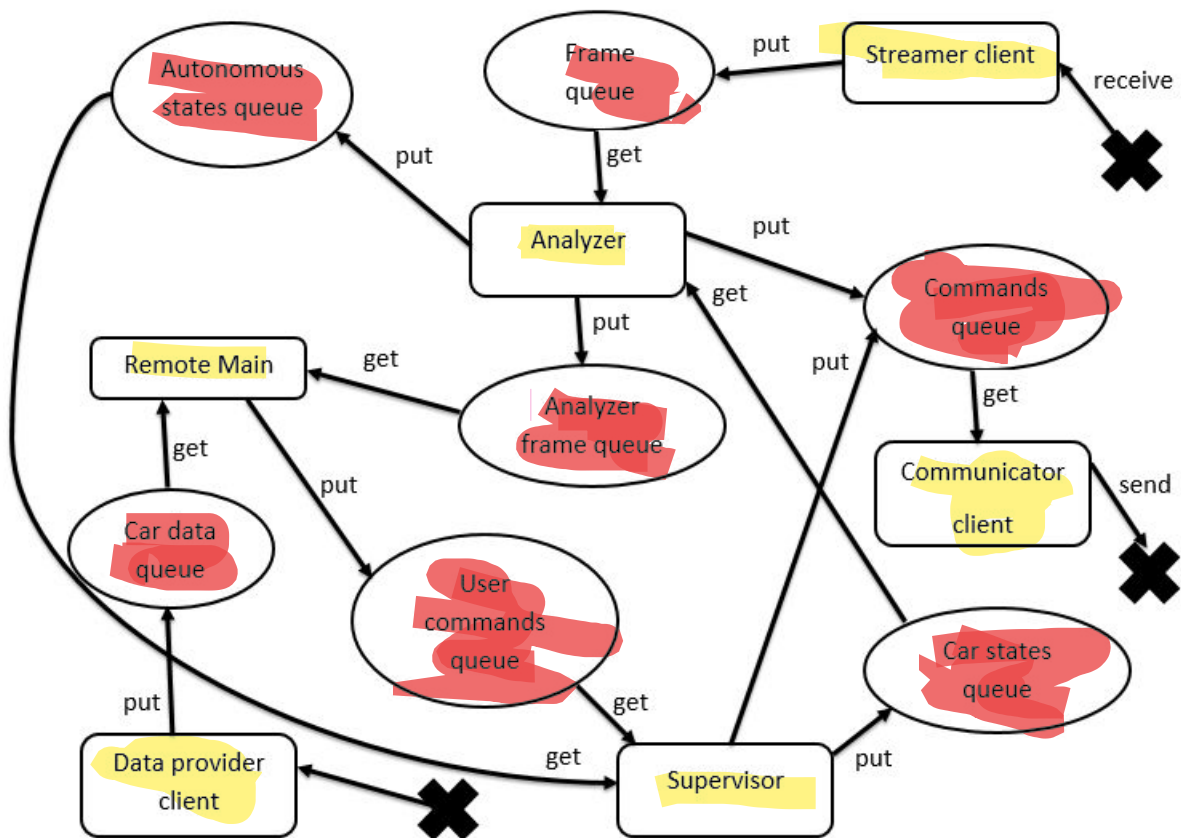 Autonomous
states queue
Frame
queue
put
Streamer client
receive
put
get
Analyzer
put
Commands
queue
get
put
put
Remote Main
get
Analyzer
frame queue
get
get
Communicator
client
send
put
Car data
queue
User
commands
queue
Car states
queue
put
get
get
put
Data provider
client
Supervisor